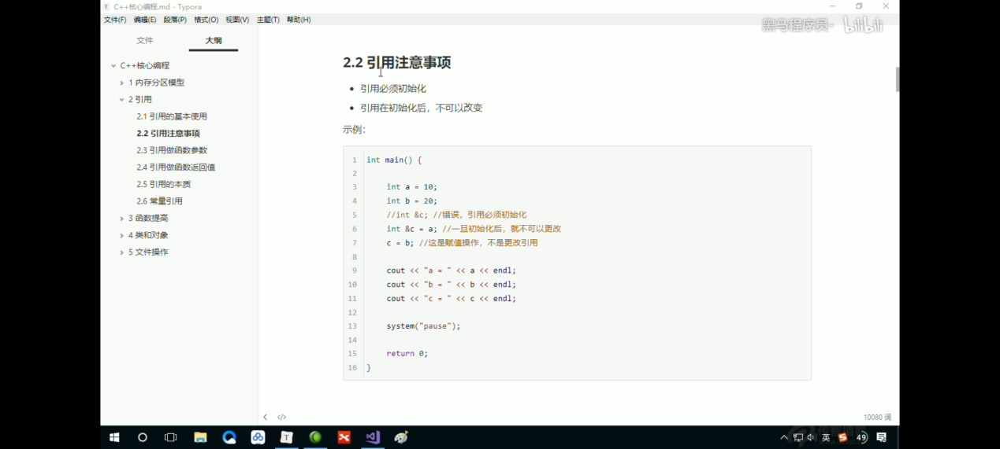 C++核心编程.md - Typora
文件(F) 编辑(E) 段落(P) 格式(O) 视图(V) 主题(T) 帮助(H)
黑马程序员- bilibili
文件 大纲
C++核心编程
1 内存分区模型
2 引用
2.1 引用的基本使用
2.2 引用注意事项
2.3 引用做函数参数
2.4 引用做函数返回值
2.5 引用的本质
2.6 常量引用
3 函数提高
4 类和对象
5 文件操作
2.2 引用注意事项
引用必须初始化
引用在初始化后，不可以改变
示例：
1 int main() {
2
3 int a = 10;
4 int b = 20;
5 //int &c; //错误，引用必须初始化
6 int &c = a; //一旦初始化后，就不可以更改
7 c = b; //这是赋值操作，不是更改引用
8
9 cout << "a = " << a << endl;
10 cout << "b = " << b << endl;
11 cout << "c = " << c << endl;
12
13 system("pause");
14
15 return 0;
16 }
10080 词
英 49